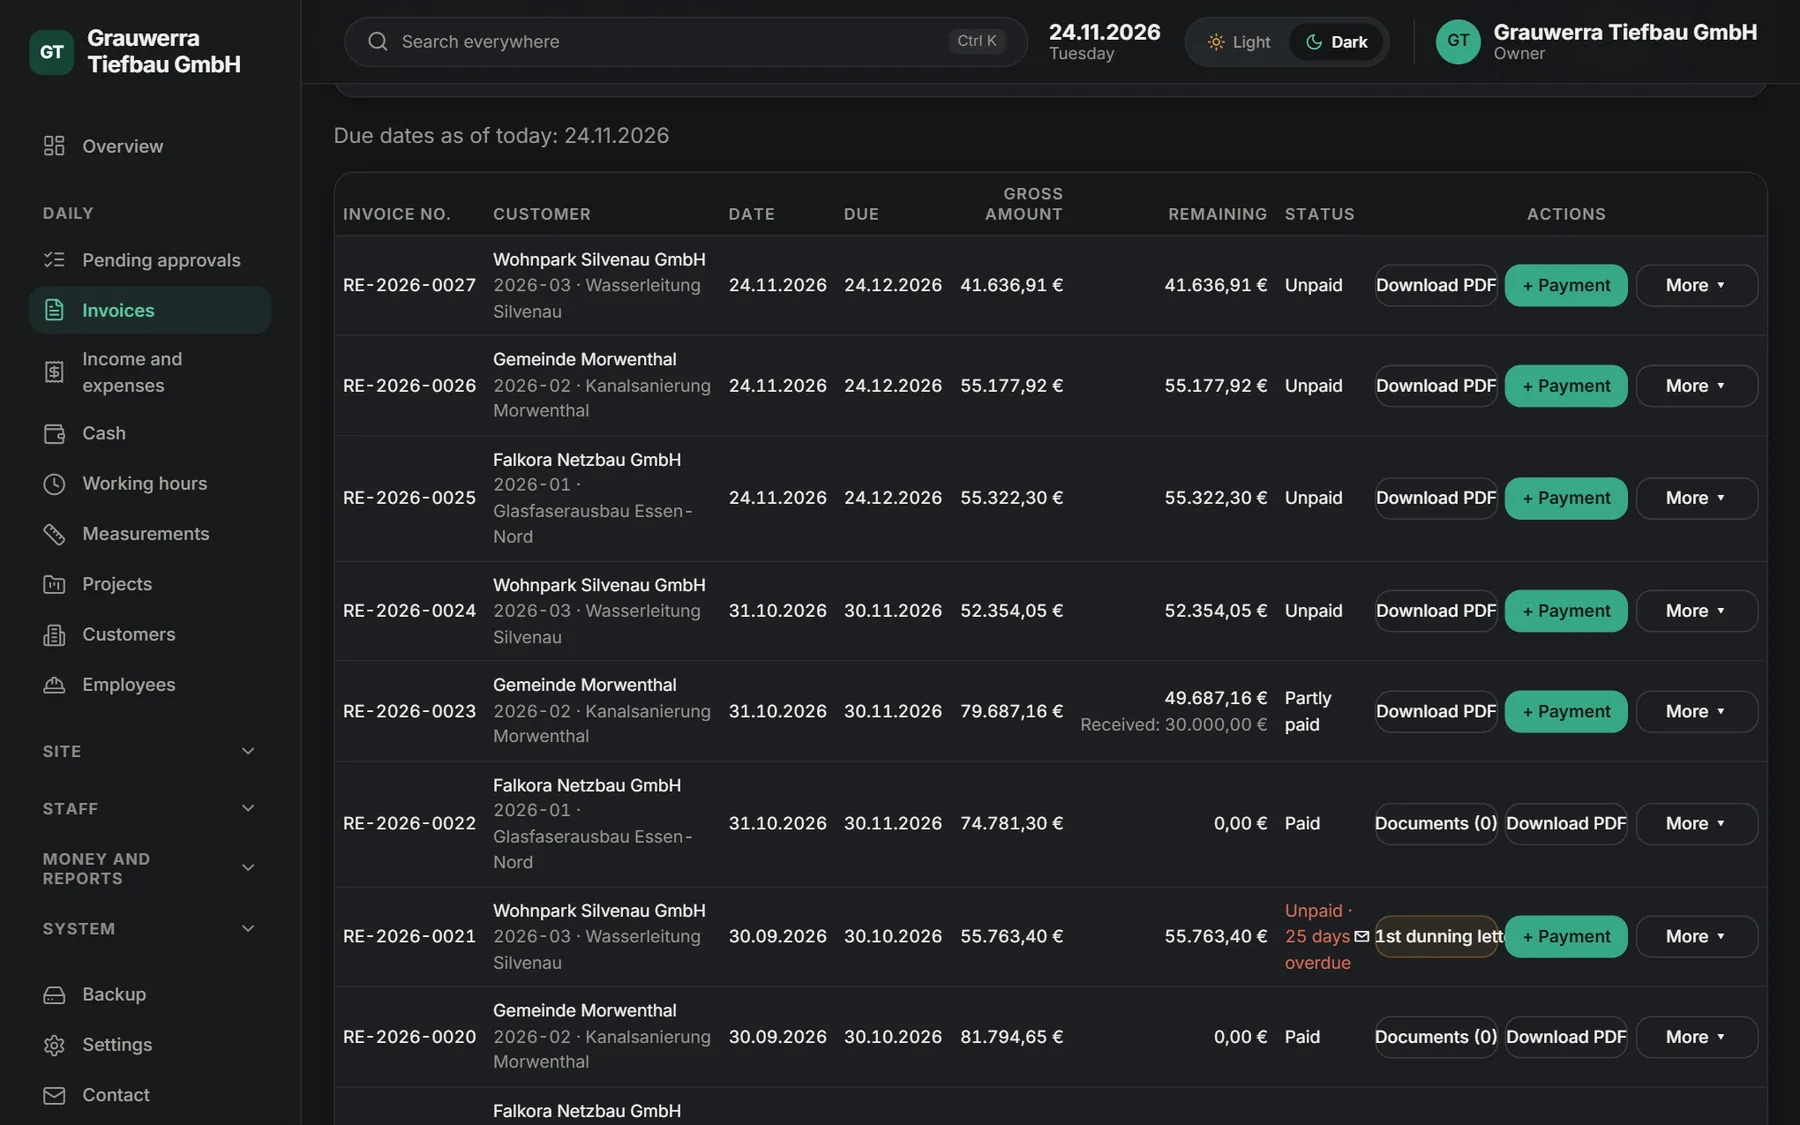 GT
Grauwerra
Tiefbau GmbH
Search everywhere
Ctrl K
24.11.2026
Tuesday
Light
Dark
GT
Grauwerra Tiefbau GmbH
Owner
Overview
DAILY
Pending approvals
Invoices
Income and
expenses
Cash
Working hours
Measurements
Projects
Customers
Employees
SITE
STAFF
MONEY AND
REPORTS
SYSTEM
Backup
Settings
Contact
Due dates as of today: 24.11.2026
INVOICE NO. CUSTOMER DATE DUE GROSS AMOUNT REMAINING STATUS ACTIONS
RE-2026-0027
Wohnpark Silvenau GmbH
2026-03 · Wasserleitung
Silvenau
24.11.2026 24.12.2026 41.636,91 € 41.636,91 € Unpaid Download PDF + Payment More ▾
RE-2026-0026
Gemeinde Morwenthal
2026-02 · Kanalsanierung
Morwenthal
24.11.2026 24.12.2026 55.177,92 € 55.177,92 € Unpaid Download PDF + Payment More ▾
RE-2026-0025
Falkora Netzbau GmbH
2026-01 ·
Glasfaserausbau Essen-
Nord
24.11.2026 24.12.2026 55.322,30 € 55.322,30 € Unpaid Download PDF + Payment More ▾
RE-2026-0024
Wohnpark Silvenau GmbH
2026-03 · Wasserleitung
Silvenau
31.10.2026 30.11.2026 52.354,05 € 52.354,05 € Unpaid Download PDF + Payment More ▾
RE-2026-0023
Gemeinde Morwenthal
2026-02 · Kanalsanierung
Morwenthal
31.10.2026 30.11.2026 79.687,16 €
49.687,16 €
Received: 30.000,00 €
Partly
paid
Download PDF + Payment More ▾
RE-2026-0022
Falkora Netzbau GmbH
2026-01 ·
Glasfaserausbau Essen-
Nord
31.10.2026 30.11.2026 74.781,30 € 0,00 € Paid Documents (0) Download PDF More ▾
RE-2026-0021
Wohnpark Silvenau GmbH
2026-03 · Wasserleitung
Silvenau
30.09.2026 30.10.2026 55.763,40 € 55.763,40 €
Unpaid ·
25 days
overdue
1st dunning lett + Payment More ▾
RE-2026-0020
Gemeinde Morwenthal
2026-02 · Kanalsanierung
Morwenthal
30.09.2026 30.10.2026 81.794,65 € 0,00 € Paid Documents (0) Download PDF More ▾
Falkora Netzbau GmbH